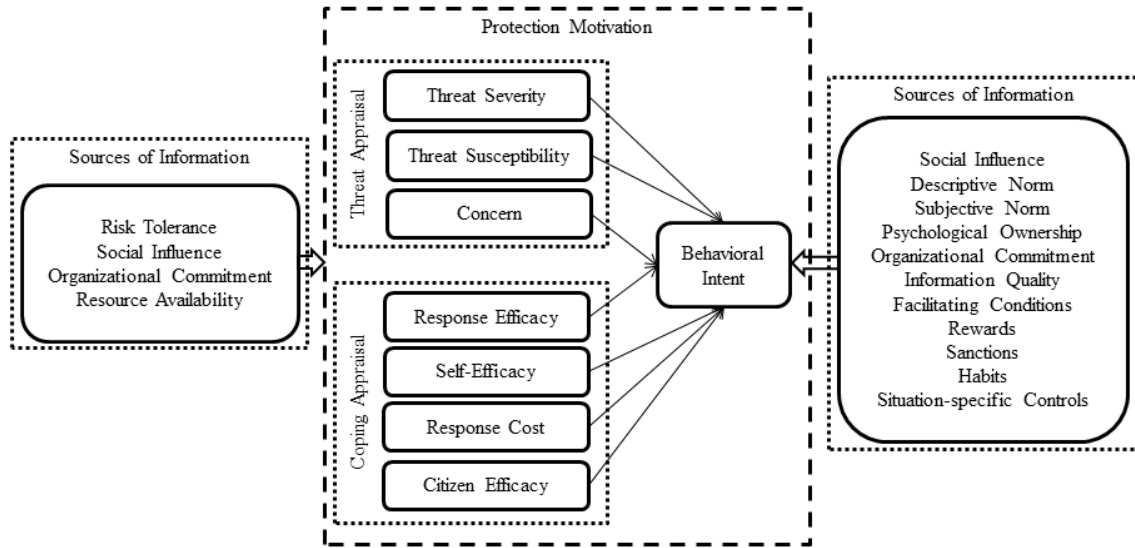 Protection Motivation
Sources of Information
Risk Tolerance
Social Influence
Organizational Commitment
Resource Availability
Threat Appraisal
Threat Severity
Threat Susceptibility
Concern
Coping Appraisal
Response Efficacy
Self-Efficacy
Response Cost
Citizen Efficacy
Behavioral
Intent
Sources of Information
Social Influence
Descriptive Norm
Subjective Norm
Psychological Ownership
Organizational Commitment
Information Quality
Facilitating Conditions
Rewards
Sanctions
Habits
Situation-specific Controls